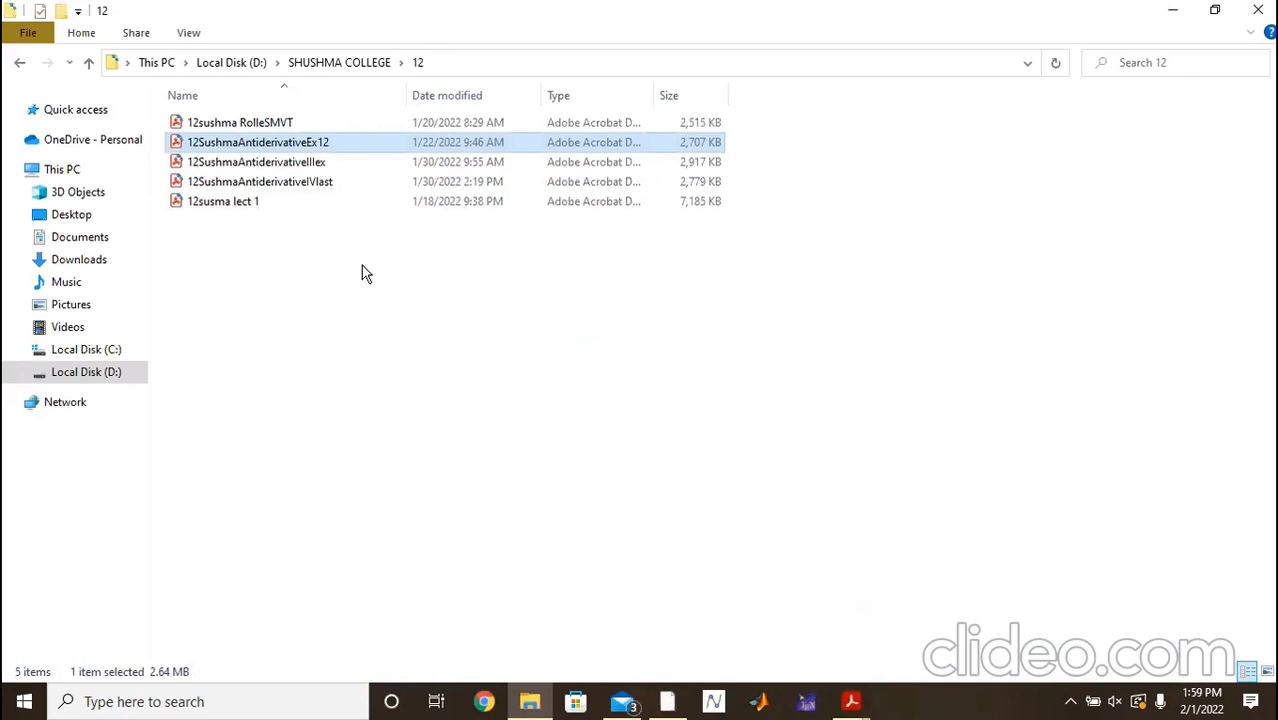 12
File Home Share View
This PC Local Disk (D:) SHUSHMA COLLEGE 12
Search 12
Name Date modified Type Size
12sushma RolleSMVT 1/20/2022 8:29 AM Adobe Acrobat D... 2,515 KB
12SushmaAntiderivativeEx12 1/22/2022 9:46 AM Adobe Acrobat D... 2,707 KB
12SushmaAntiderivativeIIIex 1/30/2022 9:55 AM Adobe Acrobat D... 2,917 KB
12SushmaAntiderivativeIVlast 1/30/2022 2:19 PM Adobe Acrobat D... 2,779 KB
12susma lect 1 1/18/2022 9:38 PM Adobe Acrobat D... 7,185 KB
Quick access
OneDrive - Personal
This PC
3D Objects
Desktop
Documents
Downloads
Music
Pictures
Videos
Local Disk (C:)
Local Disk (D:)
Network
clideo.com
5 items 1 item selected 2.64 MB
Type here to search
3
1:59 PM
2/1/2022